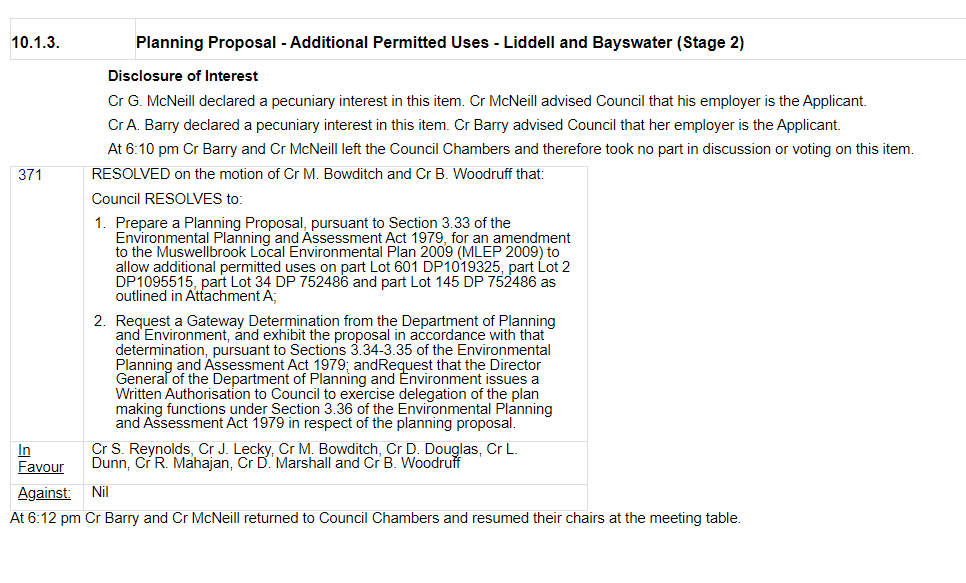 10.1.3. Planning Proposal - Additional Permitted Uses - Liddell and Bayswater (Stage 2)
Disclosure of Interest
Cr G. McNeill declared a pecuniary interest in this item. Cr McNeill advised Council that his employer is the Applicant.
Cr A. Barry declared a pecuniary interest in this item. Cr Barry advised Council that her employer is the Applicant.
At 6:10 pm Cr Barry and Cr McNeill left the Council Chambers and therefore took no part in discussion or voting on this item.
371 RESOLVED on the motion of Cr M. Bowditch and Cr B. Woodruff that:
Council RESOLVES to:
1. Prepare a Planning Proposal, pursuant to Section 3.33 of the
Environmental Planning and Assessment Act 1979, for an amendment
to the Muswellbrook Local Environmental Plan 2009 (MLEP 2009) to
allow additional permitted uses on part Lot 601 DP1019325, part Lot 2
DP1095515, part Lot 34 DP 752486 and part Lot 145 DP 752486 as
outlined in Attachment A;
2. Request a Gateway Determination from the Department of Planning
and Environment, and exhibit the proposal in accordance with that
determination, pursuant to Sections 3.34-3.35 of the Environmental
Planning and Assessment Act 1979; andRequest that the Director
General of the Department of Planning and Environment issues a
Written Authorisation to Council to exercise delegation of the plan
making functions under Section 3.36 of the Environmental Planning
and Assessment Act 1979 in respect of the planning proposal.
In Cr S. Reynolds, Cr J. Lecky, Cr M. Bowditch, Cr D. Douglas, Cr L.
Favour Dunn, Cr R. Mahajan, Cr D. Marshall and Cr B. Woodruff
Against: Nil
At 6:12 pm Cr Barry and Cr McNeill returned to Council Chambers and resumed their chairs at the meeting table.